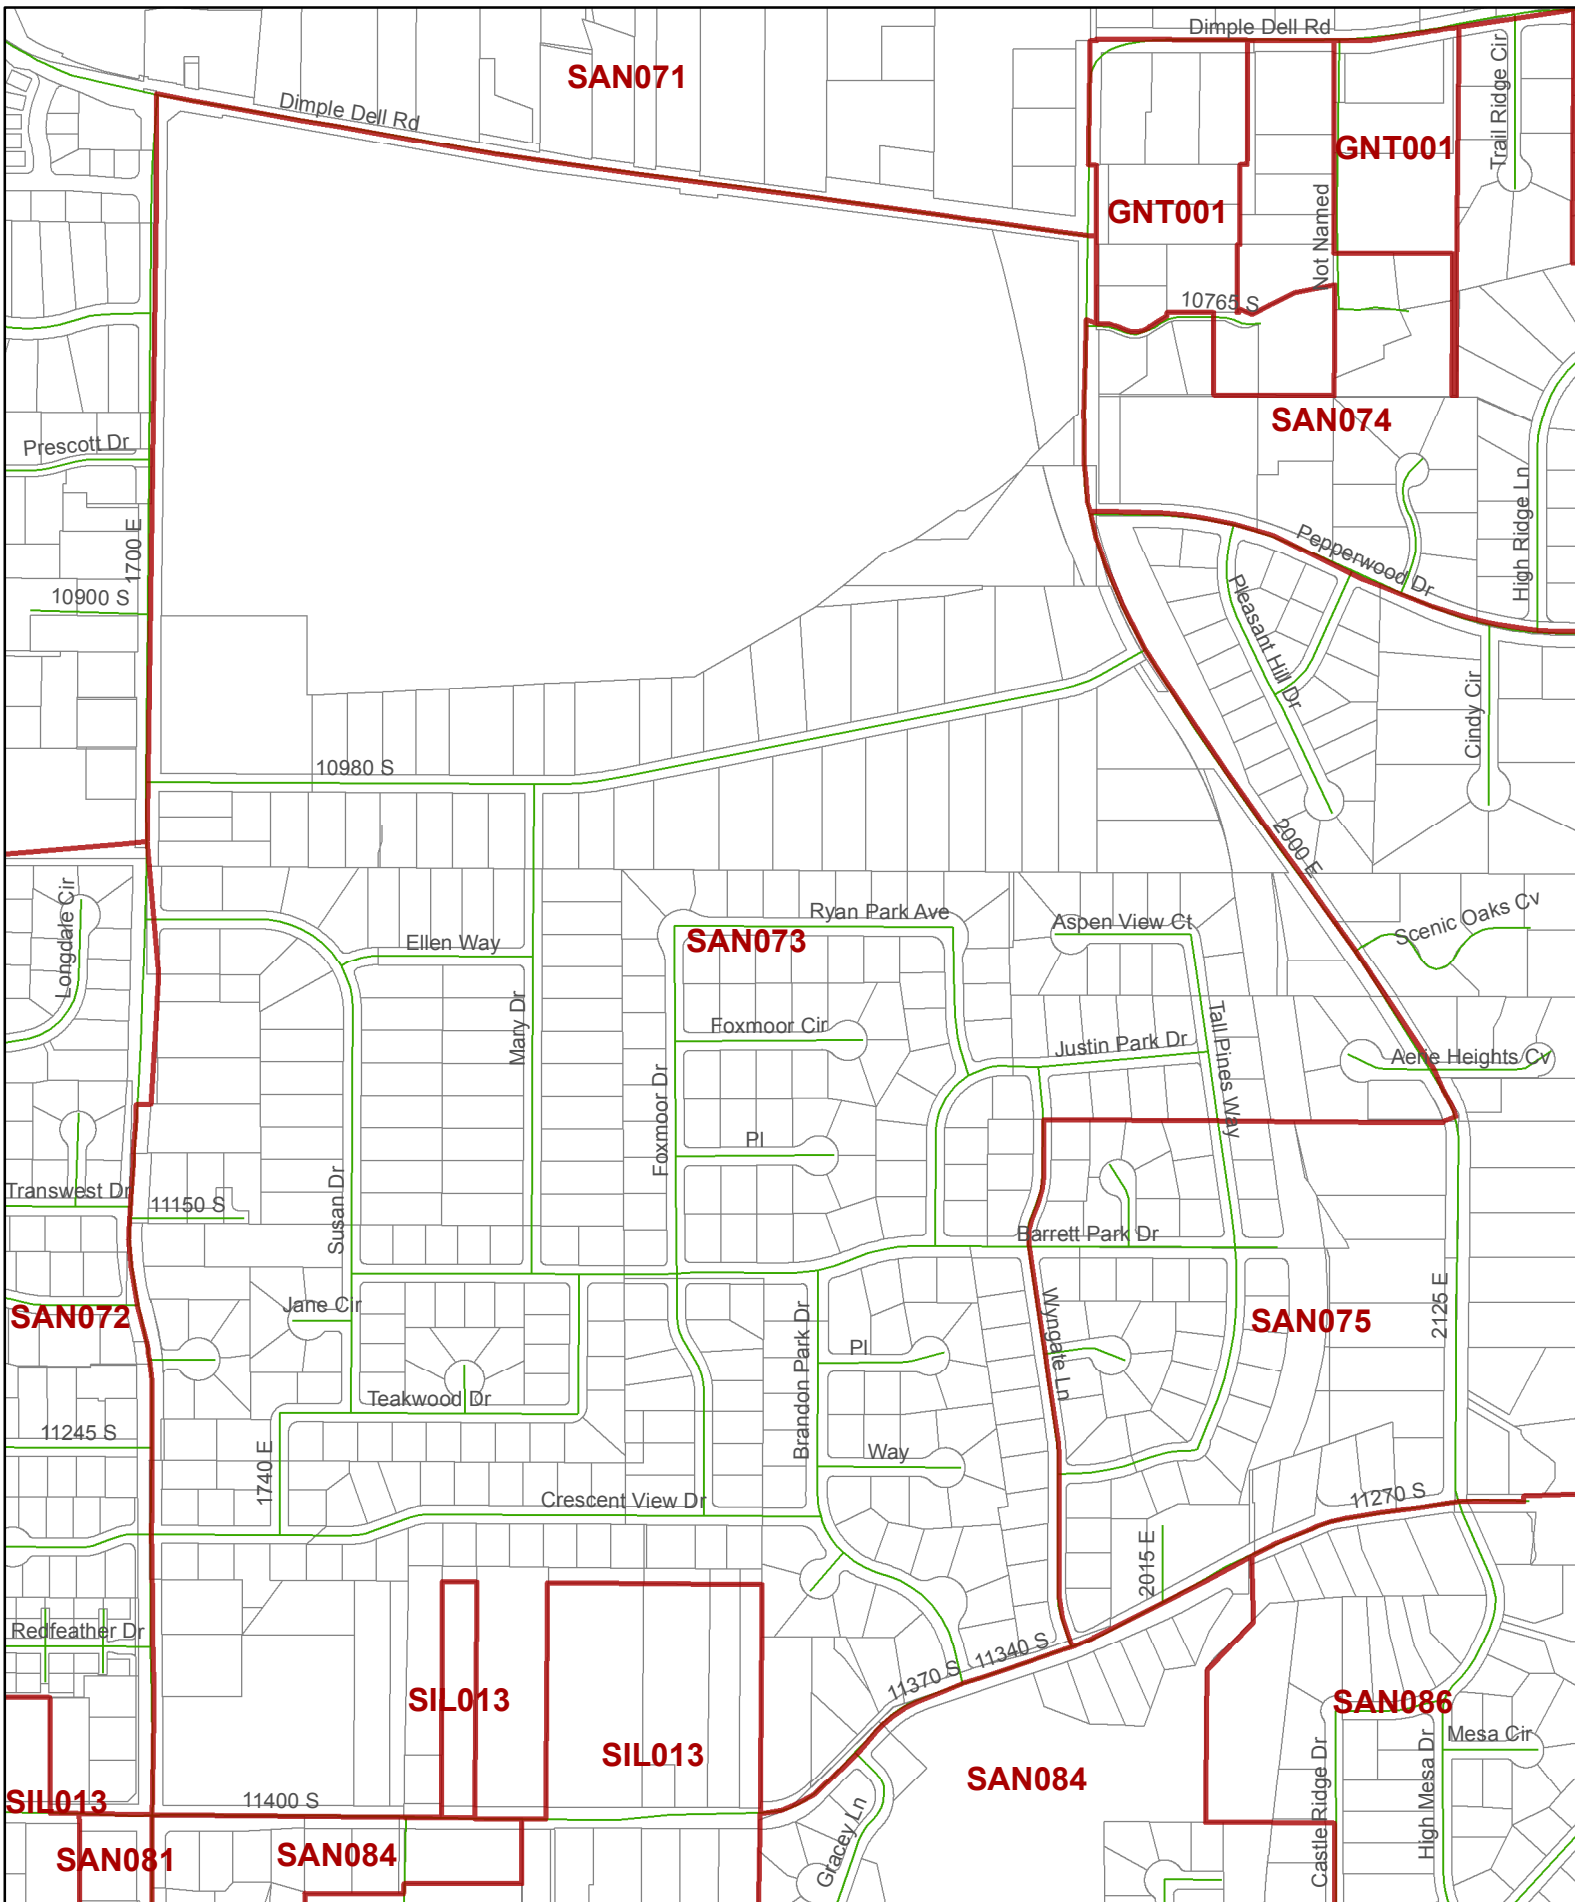 Dimple Dell Rd
SAN071
Dimple Dell Rd
Trail Ridge Cir
GNT001
GNT001
Not Named
10765 S
SAN074
Prescott Dr
High Ridge Ln
1700 E
Pepperwood Dr
10900 S
Pleasant Hill Dr
Cindy Cir
10980 S
2000 E
Longdale Cir
Ryan Park Ave
Aspen View Ct
Scenic Oaks Cv
Ellen Way
SAN073
Mary Dr
Foxmoor Cir
Tall Pines Way
Justin Park Dr
Aerie Heights Cv
Foxmoor Dr
Pl
Transwest Dr
11150 S
Susan Dr
Barrett Park Dr
SAN072
Jane Cir
Wyngate Ln
SAN075
2125 E
Brandon Park Dr
Pl
Teakwood Dr
11245 S
1740 E
Way
Crescent View Dr
11270 S
2015 E
Redfeather Dr
11370 S
11340 S
SIL013
SAN086
SIL013
High Mesa Dr
Mesa Cir
SAN084
Castle Ridge Dr
SIL013
11400 S
Gracey Ln
SAN081
SAN084